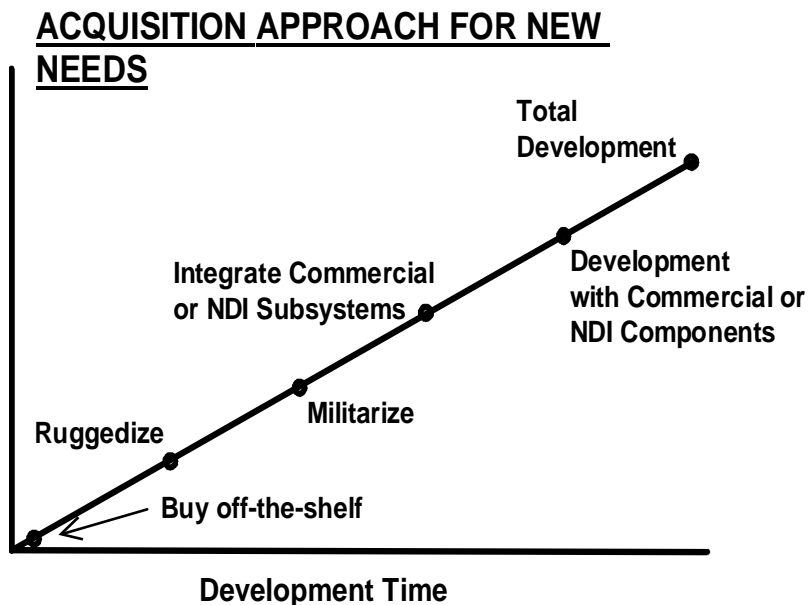 ACQUISITION APPROACH FOR NEW
NEEDS
Total
Development
Integrate Commercial
or NDI Subsystems
Development
with Commercial or
NDI Components
Militarize
Ruggedize
Buy off-the-shelf
Development Time